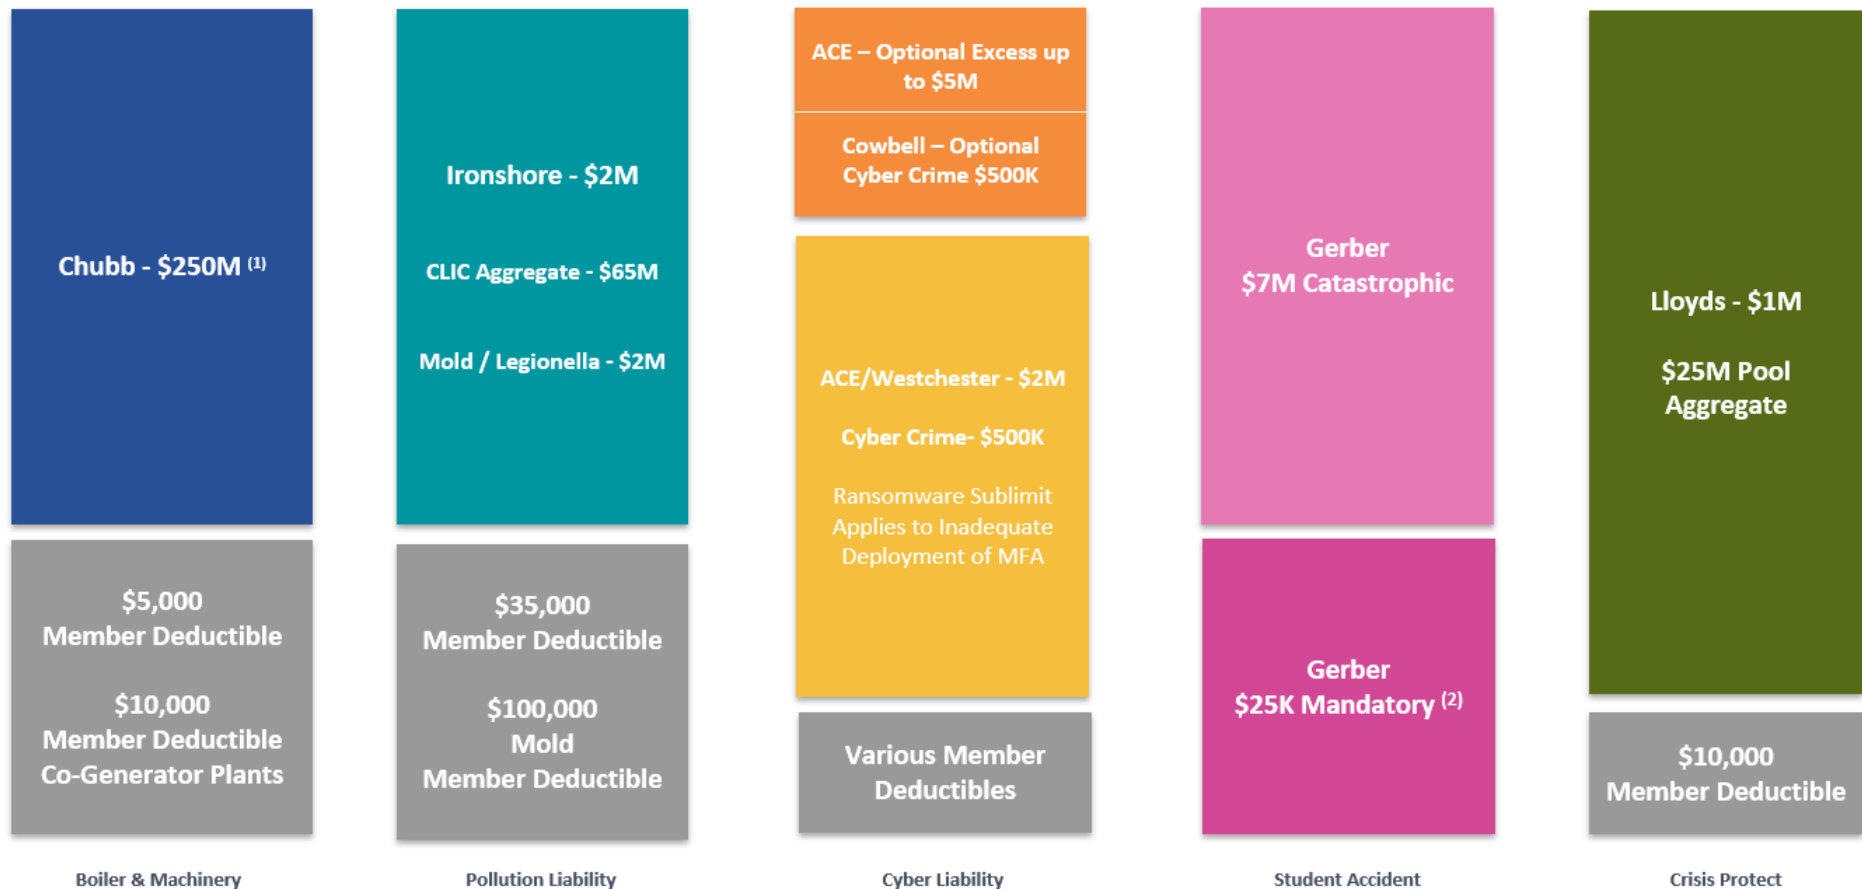 Chubb - $250M (1)
$5,000
Member Deductible
$10,000
Member Deductible
Co-Generator Plants
Boiler & Machinery
Ironshore - $2M
CLIC Aggregate - $65M
Mold / Legionella - $2M
$35,000
Member Deductible
$100,000
Mold
Member Deductible
Pollution Liability
ACE – Optional Excess up
to $5M
Cowbell – Optional
Cyber Crime $500K
ACE/Westchester - $2M
Cyber Crime- $500K
Ransomware Sublimit
Applies to Inadequate
Deployment of MFA
Various Member
Deductibles
Cyber Liability
Gerber
$7M Catastrophic
Gerber
$25K Mandatory (2)
Student Accident
Lloyds - $1M
$25M Pool
Aggregate
$10,000
Member Deductible
Crisis Protect